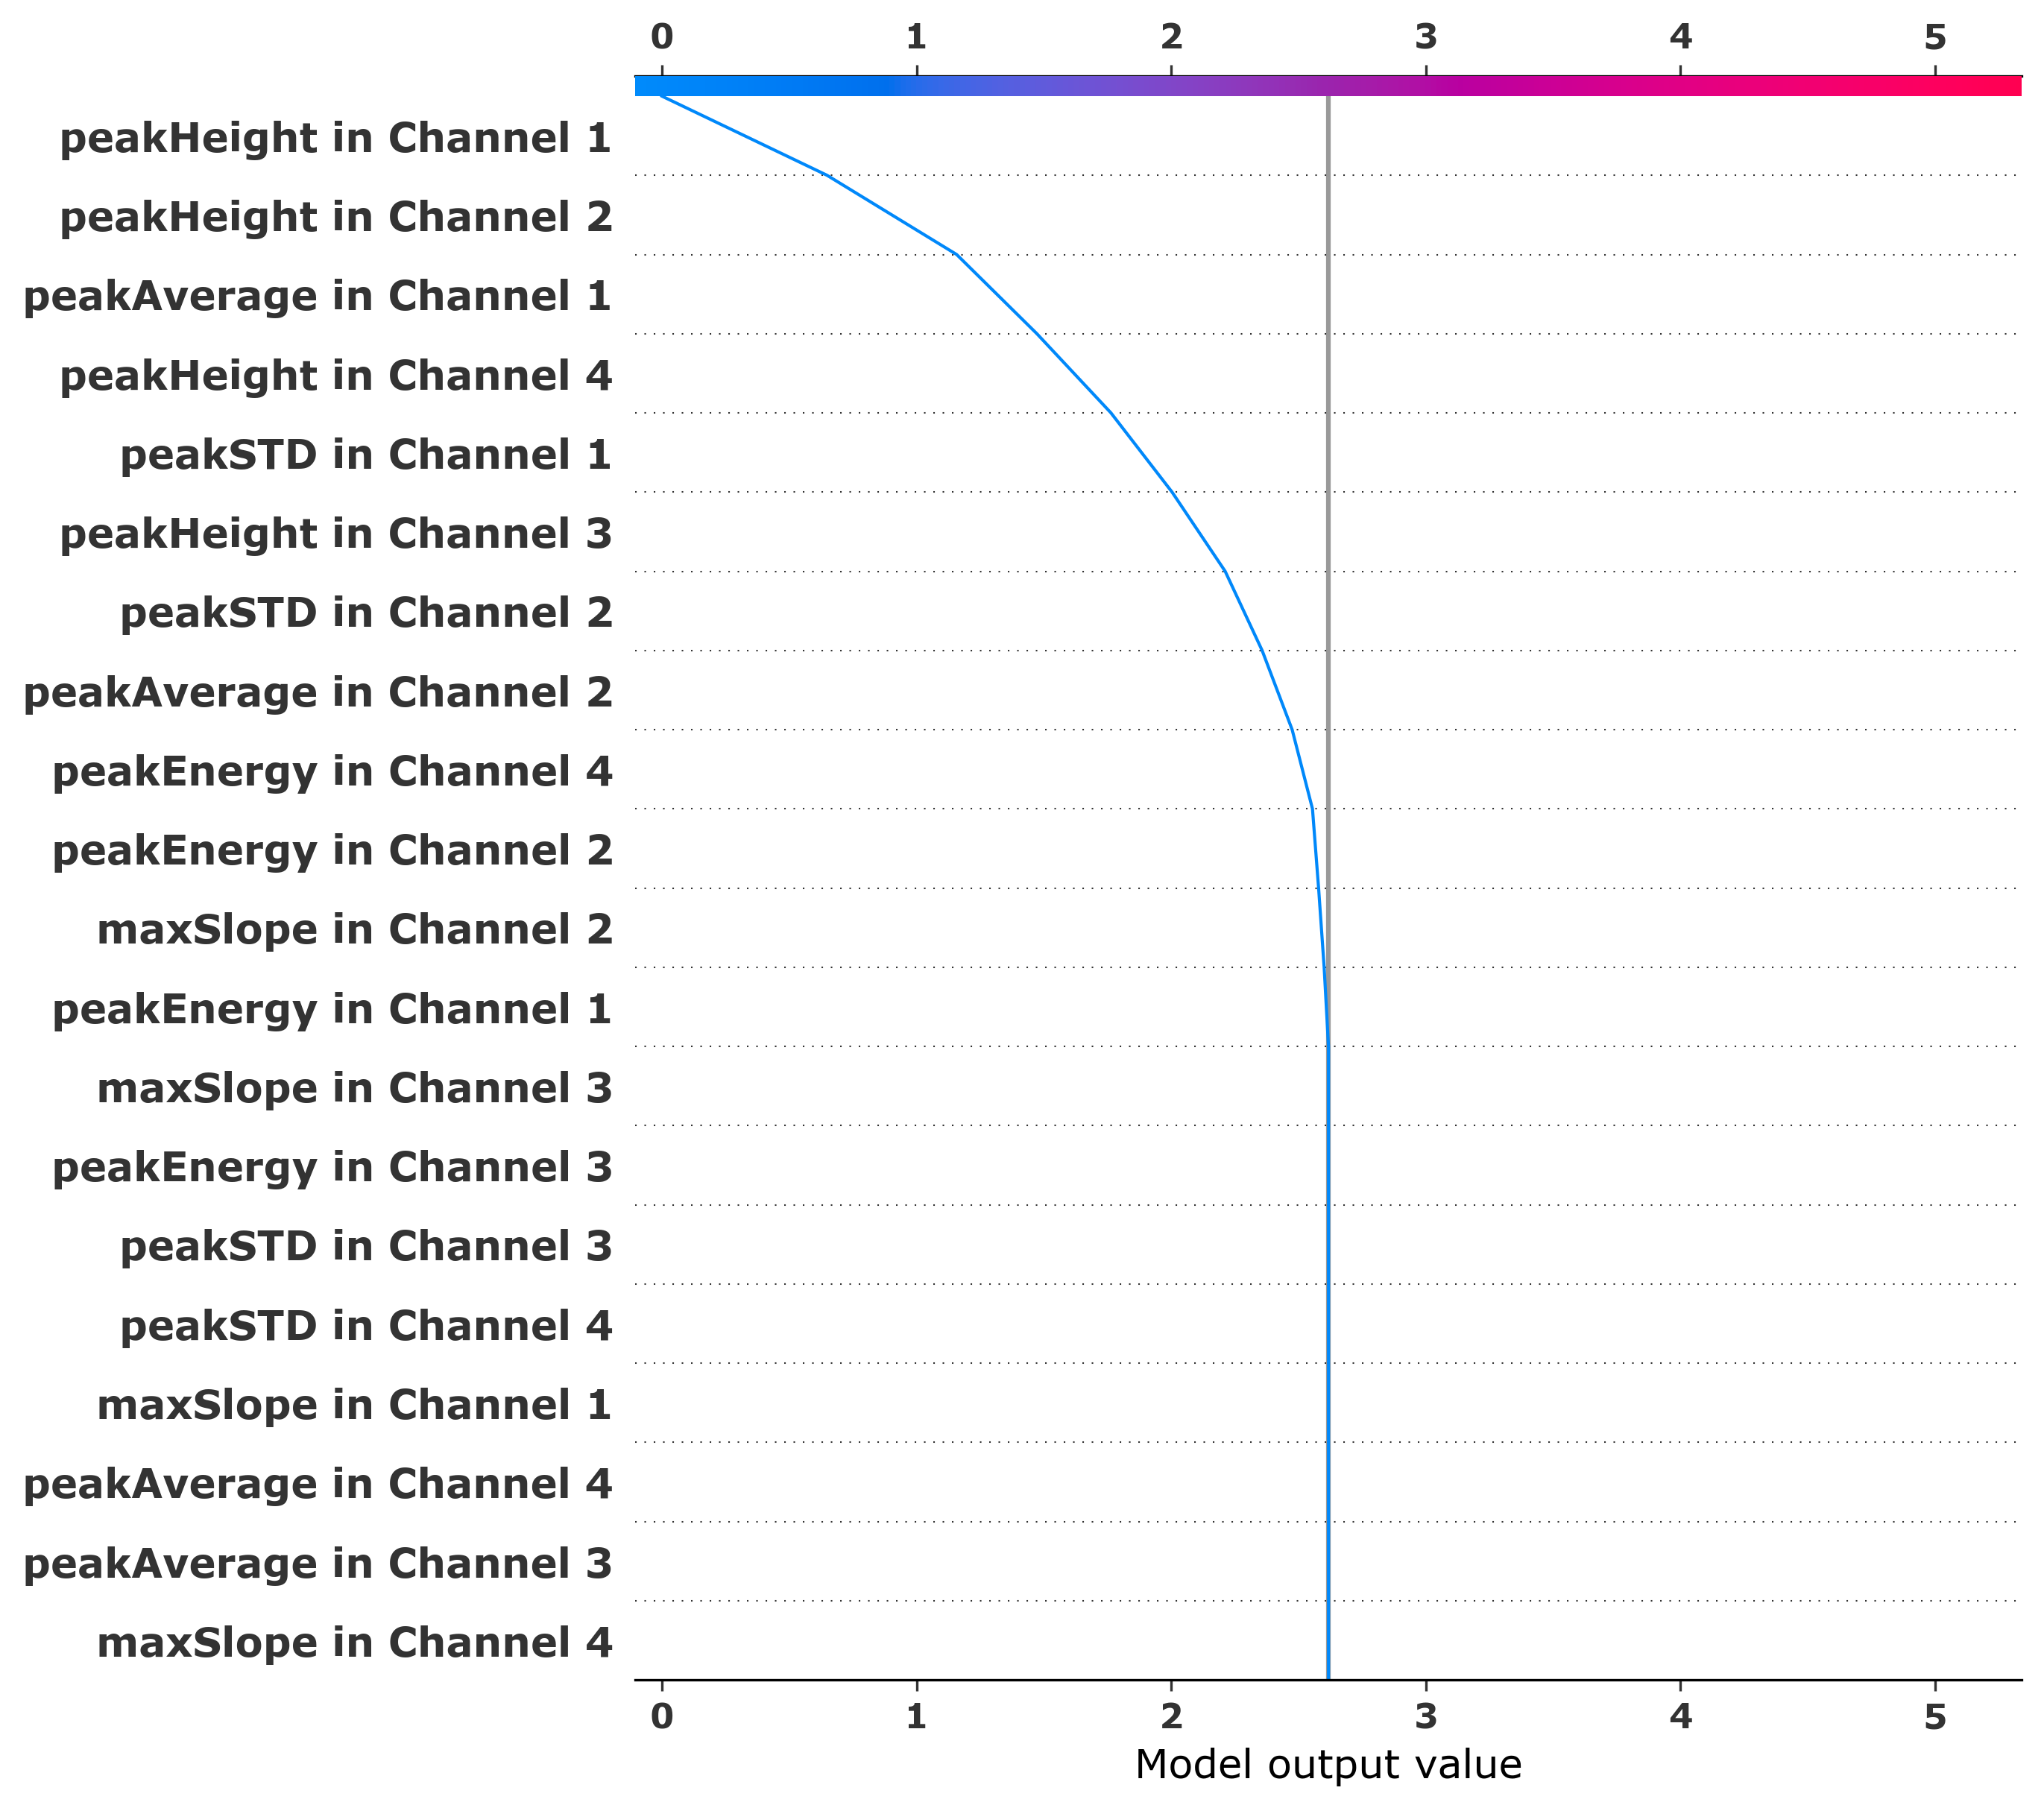 0 1 2 3 4 5
peakHeight in Channel 1
peakHeight in Channel 2
peakAverage in Channel 1
peakHeight in Channel 4
peakSTD in Channel 1
peakHeight in Channel 3
peakSTD in Channel 2
peakAverage in Channel 2
peakEnergy in Channel 4
peakEnergy in Channel 2
maxSlope in Channel 2
peakEnergy in Channel 1
maxSlope in Channel 3
peakEnergy in Channel 3
peakSTD in Channel 3
peakSTD in Channel 4
maxSlope in Channel 1
peakAverage in Channel 4
peakAverage in Channel 3
maxSlope in Channel 4
0 1 2 3 4 5
Model output value